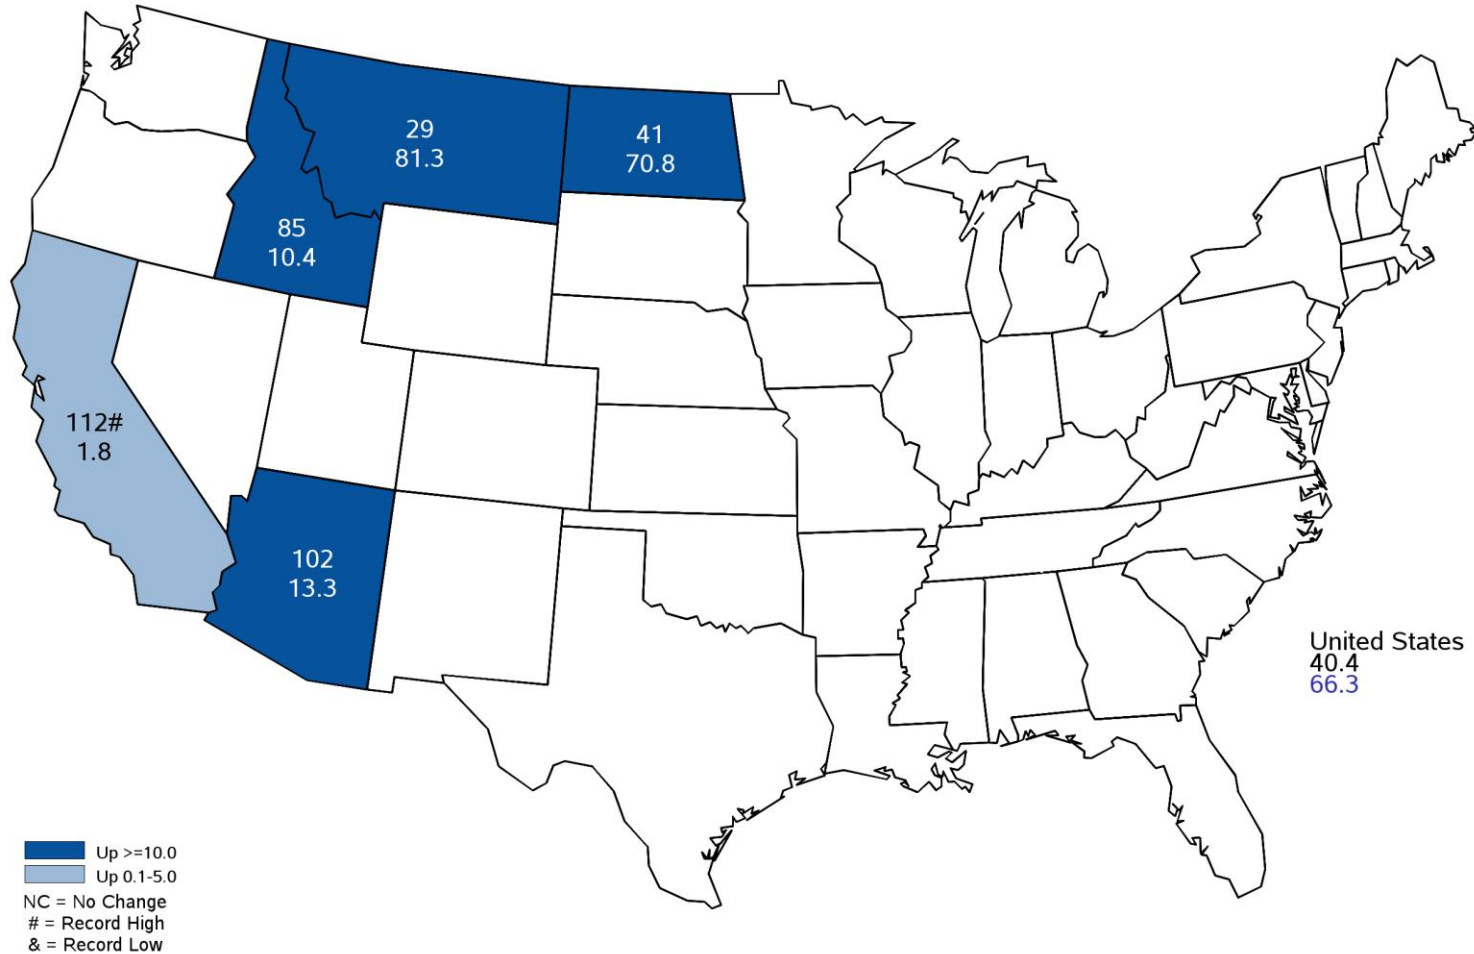 29
81.3
41
70.8
85
10.4
112#
1.8
102
13.3
United States
40.4
66.3
Up >=10.0
Up 0.1-5.0
NC = No Change
# = Record High
& = Record Low